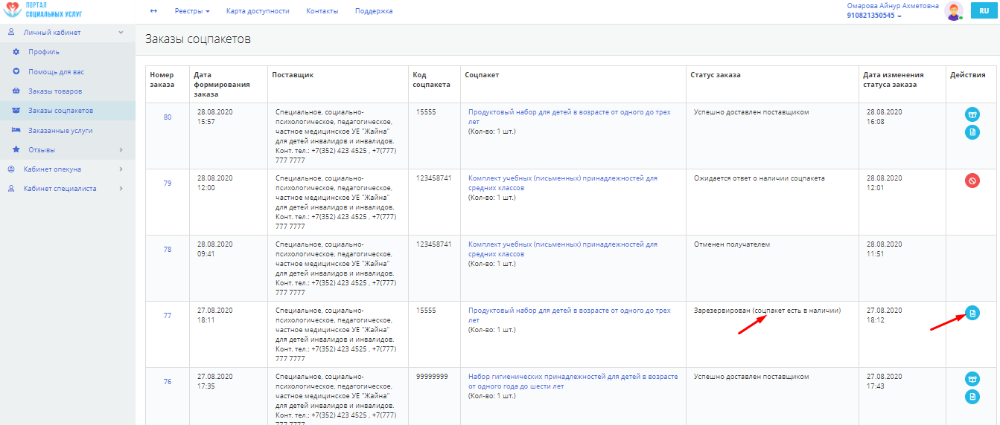 ПОРТАЛ
СОЦИАЛЬНЫХ УСЛУГ
Реестры
Карта доступности
Контакты
Поддержка
Омарова Айнур Ахметовна
910821350545
RU
Личный кабинет
Профиль
Помощь для вас
Заказы товаров
Заказы соцпакетов
Заказанные услуги
Отзывы
Кабинет опекуна
Кабинет специалиста
Заказы соцпакетов
Номер
заказа
Дата
формирования
заказа
Поставщик
Код
соцпакета
Соцпакет
Статус заказа
Дата изменения
статуса заказа
Действия
80
28.08.2020
15:57
Специальное, социально-
психологическое, педагогическое,
частное медицинское УЕ "Жайна"
для детей инвалидов и инвалидов.
Конт. тел.: +7(352) 423 4525 , +7(777)
777 7777
15555
Продуктовый набор для детей в возрасте от одного до трех
лет
(Кол-во: 1 шт.)
Успешно доставлен поставщиком
28.08.2020
16:08
79
28.08.2020
12:00
Специальное, социально-
психологическое, педагогическое,
частное медицинское УЕ "Жайна"
для детей инвалидов и инвалидов.
Конт. тел.: +7(352) 423 4525 , +7(777)
777 7777
123458741
Комплект учебных (письменных) принадлежностей для
средних классов
(Кол-во: 1 шт.)
Ожидается ответ о наличии соцпакета
28.08.2020
12:01
78
28.08.2020
09:41
Специальное, социально-
психологическое, педагогическое,
частное медицинское УЕ "Жайна"
для детей инвалидов и инвалидов.
Конт. тел.: +7(352) 423 4525 , +7(777)
777 7777
123458741
Комплект учебных (письменных) принадлежностей для
средних классов
(Кол-во: 1 шт.)
Отменен получателем
28.08.2020
11:51
77
27.08.2020
18:11
Специальное, социально-
психологическое, педагогическое,
частное медицинское УЕ "Жайна"
для детей инвалидов и инвалидов.
Конт. тел.: +7(352) 423 4525 , +7(777)
777 7777
15555
Продуктовый набор для детей в возрасте от одного до трех
лет
(Кол-во: 1 шт.)
Зарезервирован (соцпакет есть в наличии)
27.08.2020
18:12
76
27.08.2020
17:35
Специальное, социально-
психологическое, педагогическое,
частное медицинское УЕ "Жайна"
для детей инвалидов и инвалидов.
Конт. тел.: +7(352) 423 4525 , +7(777)
777 7777
99999999
Набор гигиенических принадлежностей для детей в возрасте
от одного года до шести лет
(Кол-во: 1 шт.)
Успешно доставлен поставщиком
27.08.2020
17:43